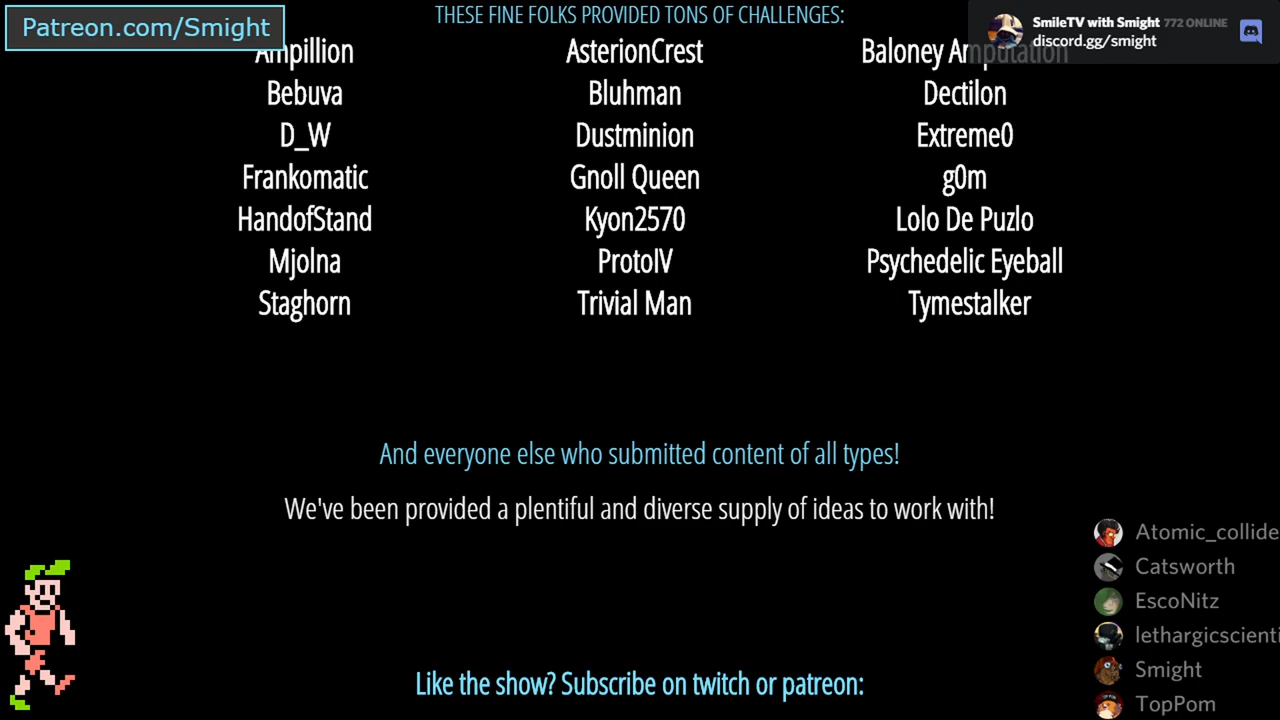 Patreon.com/Smight
THESE FINE FOLKS PROVIDED TONS OF CHALLENGES:
SmileTV with Smight 772 ONLINE
discord.gg/smight
Ampillion AsterionCrest Baloney Amputation
Bebuva Bluhman Dectilon
D_W Dustminion Extreme0
Frankomatic Gnoll Queen g0m
HandofStand Kyon2570 Lolo De Puzlo
Mjolna ProtoIV Psychedelic Eyeball
Staghorn Trivial Man Tymestalker
And everyone else who submitted content of all types!
We've been provided a plentiful and diverse supply of ideas to work with!
Atomic_collide
Catsworth
EscoNitz
lethargicscienti
Smight
TopPom
Like the show? Subscribe on twitch or patreon: